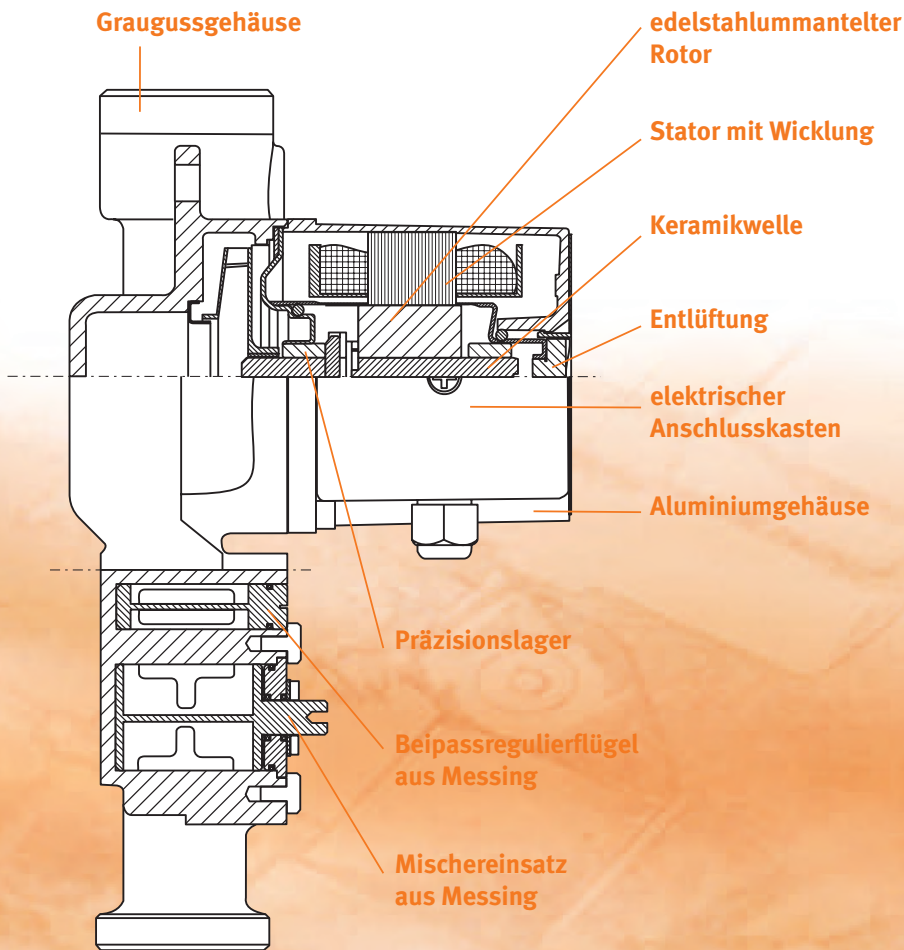 Graugussgehäuse
edelstahlummantelter
Rotor
Stator mit Wicklung
Keramikwelle
Entlüftung
elektrischer
Anschlusskasten
Aluminiumgehäuse
Präzisionslager
Beipassregulierflügel
aus Messing
Mischereinsatz
aus Messing